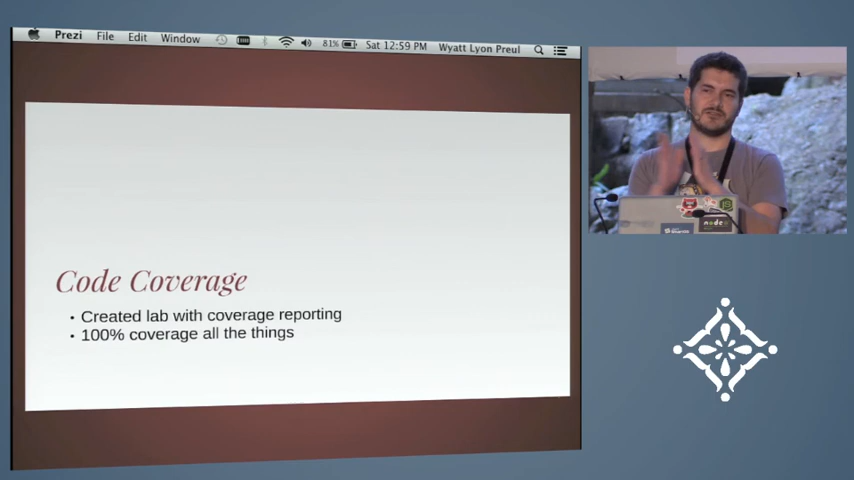 Prezi File Edit Window 81% Sat 12:59 PM Wyatt Lyon Preul
Code Coverage
• Created lab with coverage reporting
• 100% coverage all the things
node